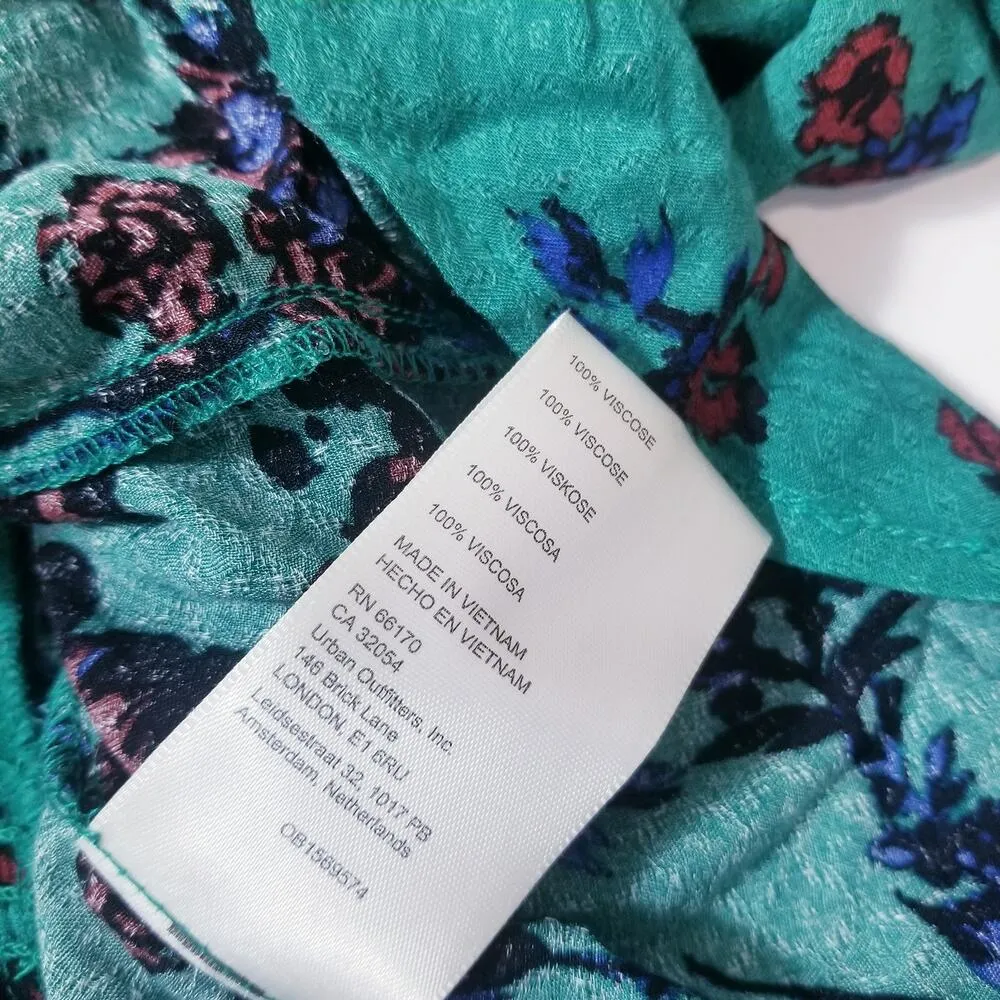 100% VISCOSE
100% VISCOSE
100% VISKOSE
100% VISCOSA
100% VISCOSA
MADE IN VIETNAM
HECHO EN VIETNAM
RN 66170
CA 32054
Urban Outfitters, Inc.
146 Brick Lane
LONDON, E1 6RU
Leidsestraat 32, 1017 PB
Amsterdam, Netherlands
OB1569574